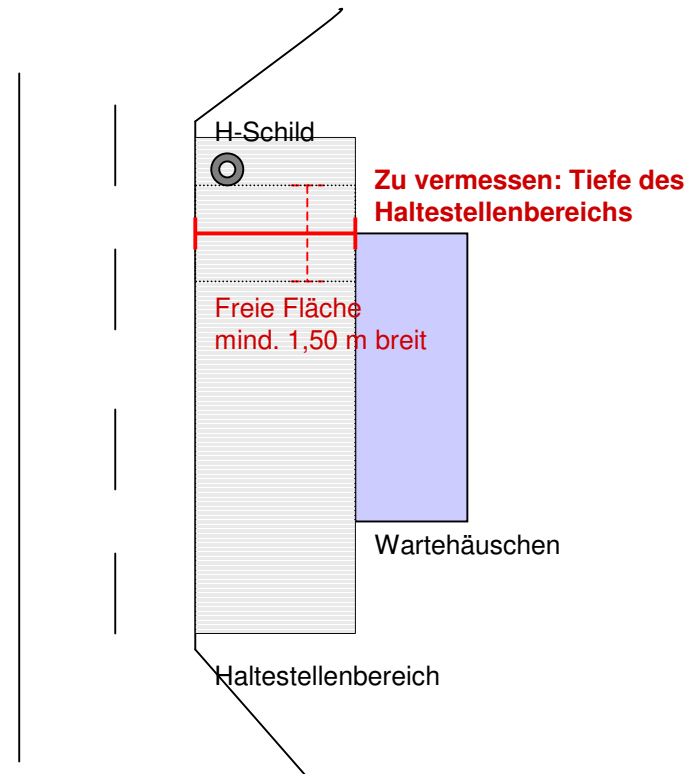 H-Schild
Zu vermessen: Tiefe des
Haltestellenbereichs
Freie Fläche
mind. 1,50 m breit
Wartehäuschen
Haltestellenbereich